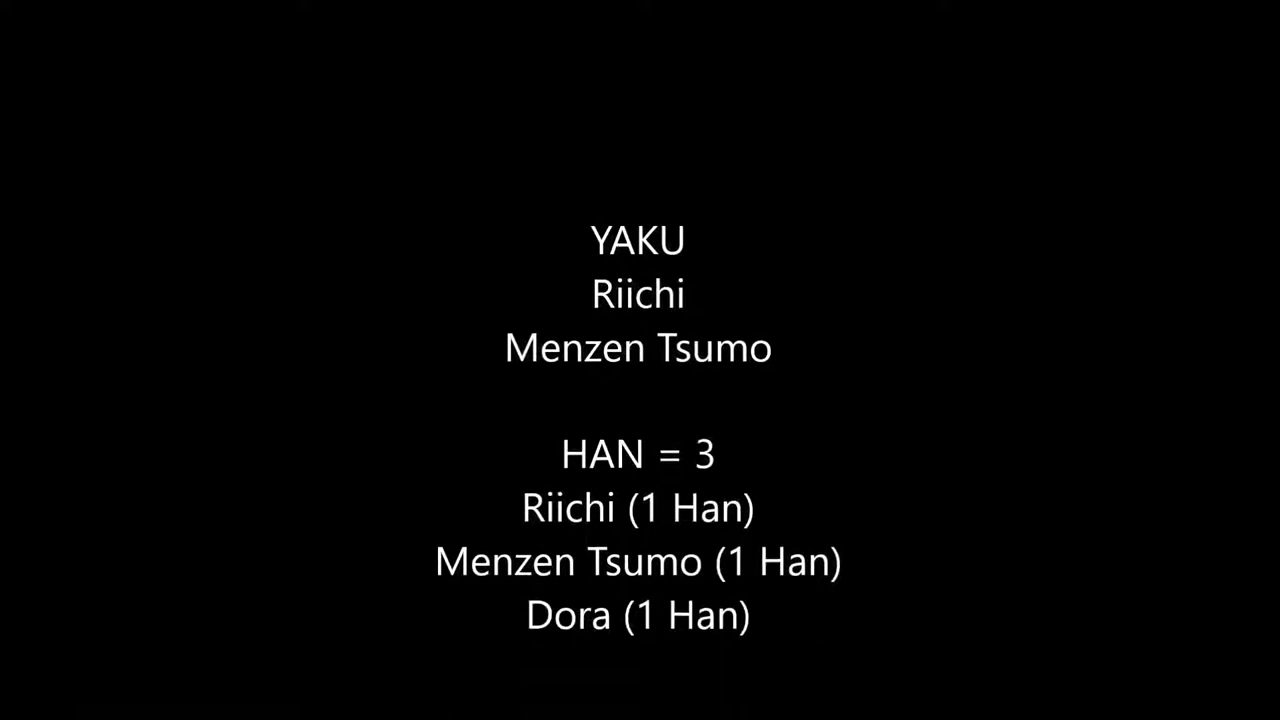 YAKU
Riichi
Menzen Tsumo
HAN = 3
Riichi (1 Han)
Menzen Tsumo (1 Han)
Dora (1 Han)